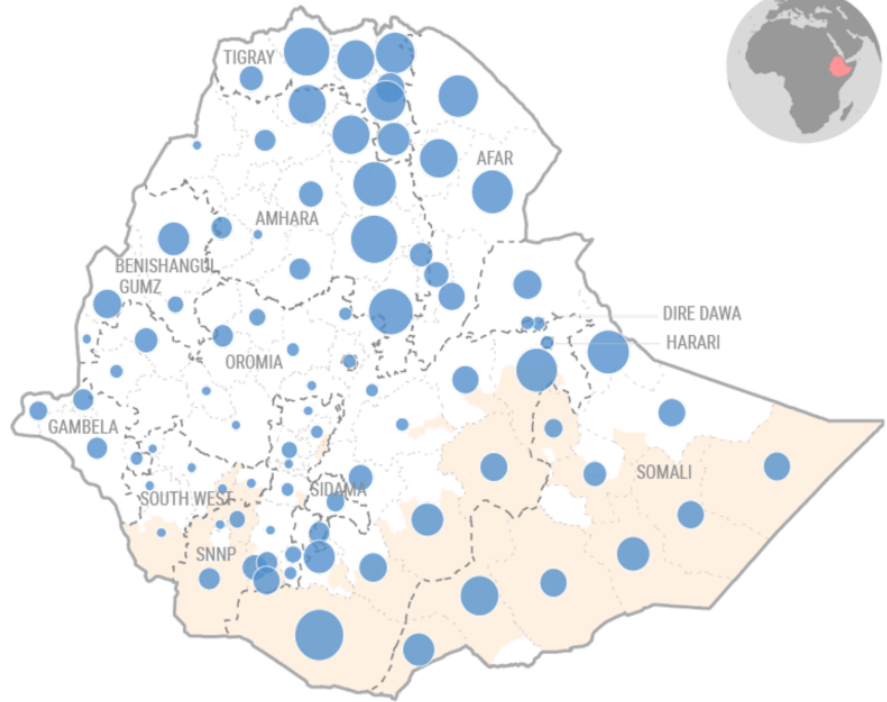 TIGRAY
AFAR
AMHARA
BENISHANGUL
GUMZ
DIRE DAWA
HARARI
OROMIA
GAMBELA
SOMALI
SIDAMA
SOUTH WEST
SNNP